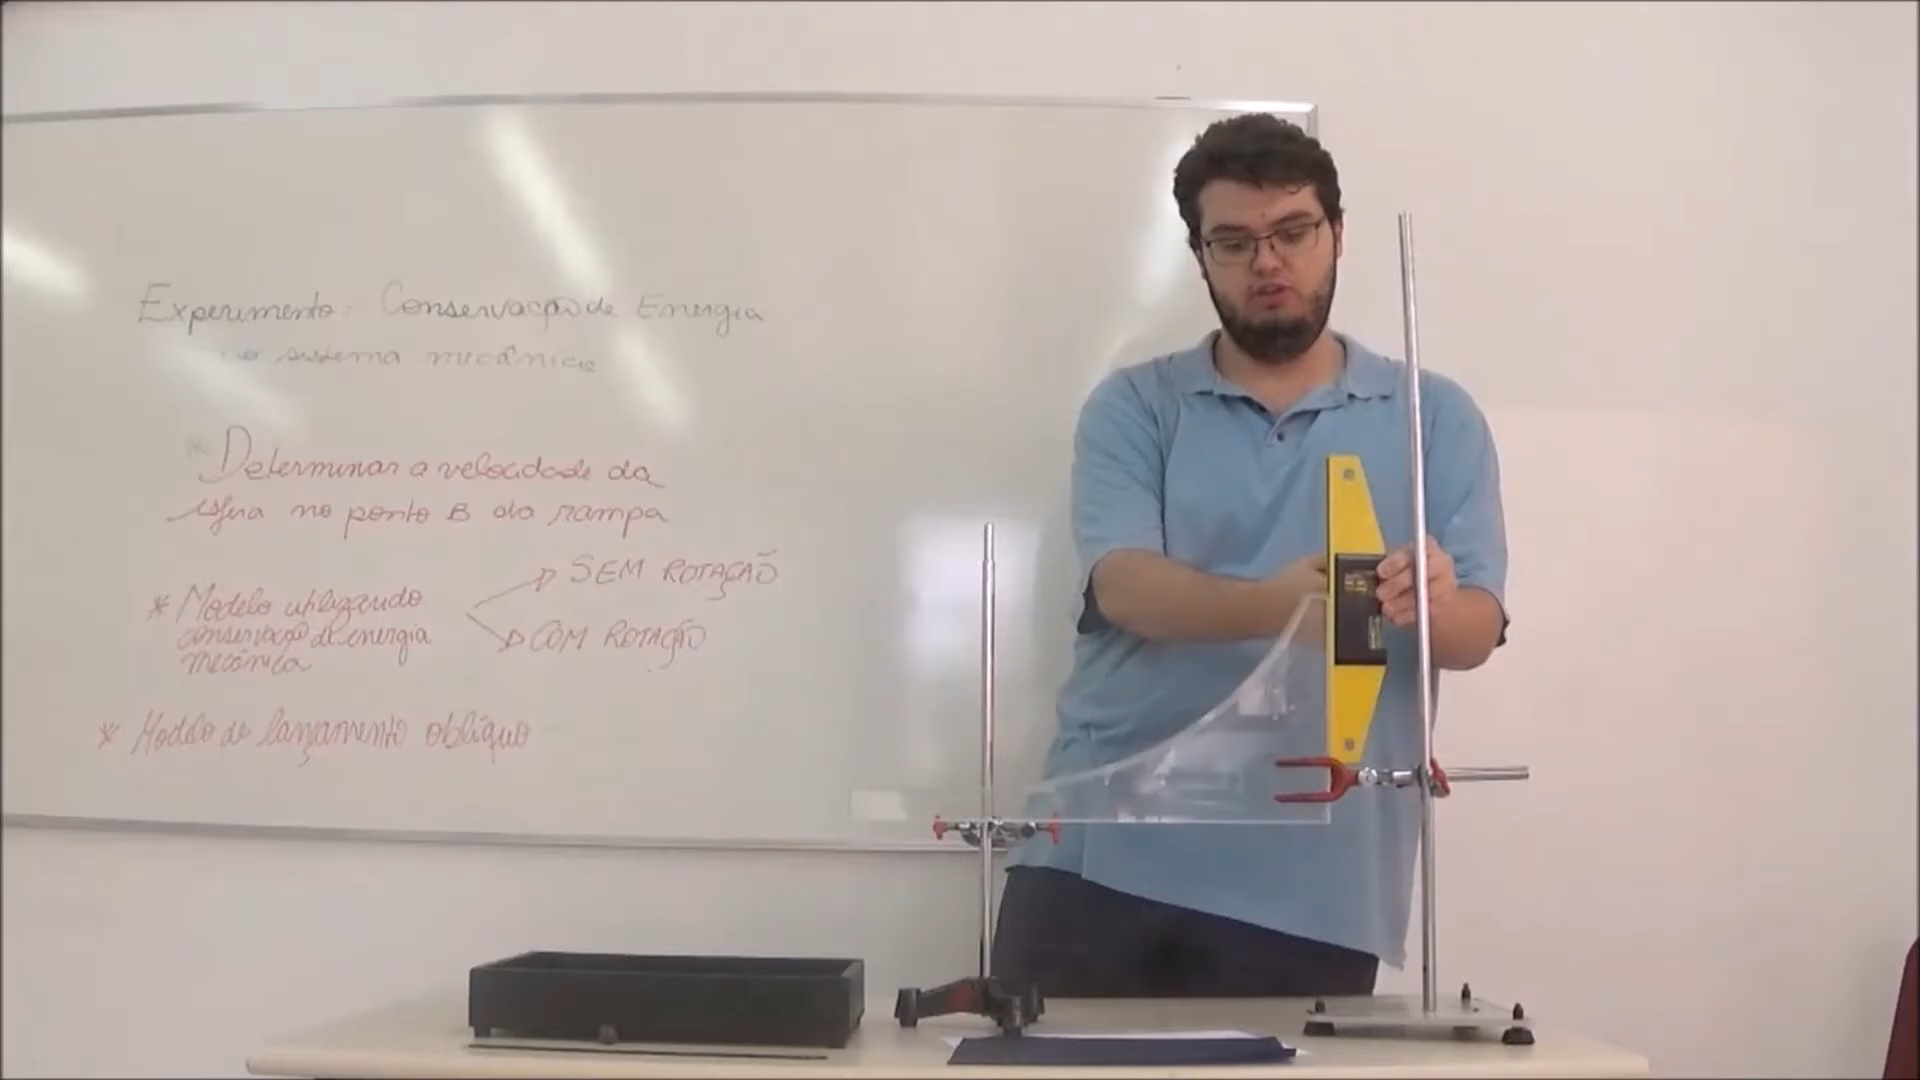 Experimento: Conservação de Energia
no sistema mecânico
* Determinar a velocidade da
esfera no ponto B da rampa
* Modelo utilizando
conservação de energia
mecânica
SEM ROTAÇÃO
COM ROTAÇÃO
* Modelo de lançamento oblíquo